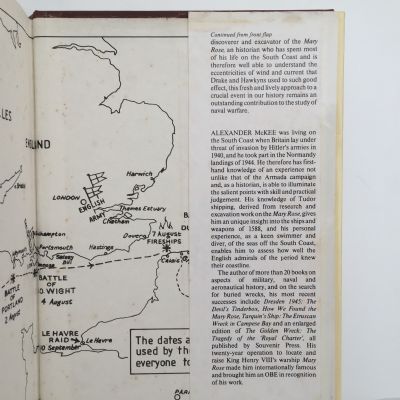 Continued from front flap
discoverer and excavator of the Mary
Rose, an historian who has spent most
of his life on the South Coast and is
therefore well able to understand the
eccentricities of wind and current that
Drake and Hawkyns used to such good
effect, this fresh and lively approach to a
crucial event in our history remains an
outstanding contribution to the study of
naval warfare.
ALEXANDER McKEE was living on
the South Coast when Britain lay under
threat of invasion by Hitler's armies in
1940, and he took part in the Normandy
landings of 1944. He therefore has first-
hand knowledge of an experience not
unlike that of the Armada campaign
and, as a historian, is able to illuminate
the salient points with skill and practical
judgement. His knowledge of Tudor
shipping, derived from research and
excavation work on the Mary Rose, gives
him an unique insight into the ships and
weapons of 1588, and his personal
experience, as a keen swimmer and
diver, of the seas off the South Coast,
enables him to assess how well the
English admirals of the period knew
their coastline.
The author of more than 20 books on
aspects of military, naval and
aeronautical history, and on the search
for buried wrecks, his most recent
successes include Dresden 1945: The
Devil's Tinderbox, How We Found the
Mary Rose, Tarquin's Ship: The Etruscan
Wreck in Campese Bay and an enlarged
edition of The Golden Wreck: The
Tragedy of the 'Royal Charter', all
published by Souvenir Press. His
twenty-year operation to locate and
raise King Henry VIII's warship Mary
Rose made him internationally famous
and brought him an OBE in recognition
of his work.
LES
ENGLAND
Harwich
LONDON
ENGLISH
ARMY
Thames Estuary
Chatham
Dover
7 August
FIRESHIPS
Calais
Southampton
Portsmouth
Hastings
Selsey
Bill
BATTLE
OF
PORTLAND
2 August
BATTLE
OF
WIGHT
4 August
LE HAVRE
RAID
10 September
Le Havre
The dates a
used by the
everyone to
PAR